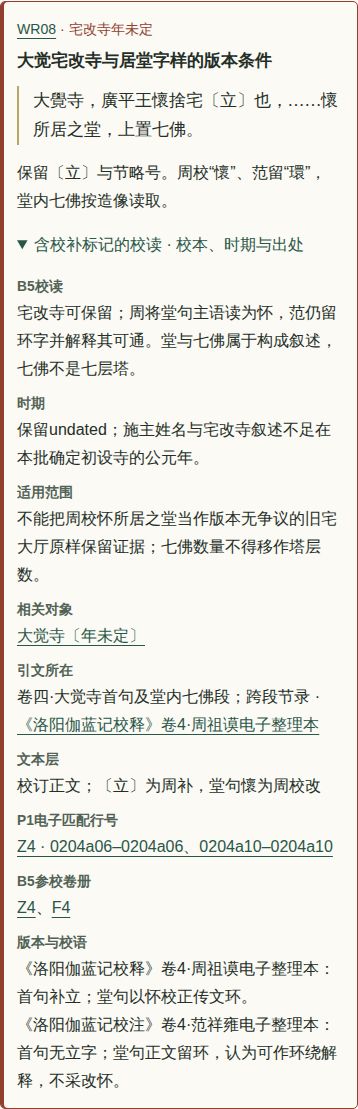 WR08 · 宅改寺年未定
大觉宅改寺与居堂字样的版本条件
大覺寺，廣平王懷捨宅〔立〕也，……懷
所居之堂，上置七佛。
保留〔立〕与节略号。周校“懷”、范留“環”，
堂内七佛按造像读取。
▼ 含校补标记的校读 · 校本、时期与出处
B5校读
宅改寺可保留；周将堂句主语读为怀，范仍留
环字并解释其可通。堂与七佛属于构成叙述，
七佛不是七层塔。
时期
保留undated；施主姓名与宅改寺叙述不足在
本批确定初设寺的公元年。
适用范围
不能把周校怀所居之堂当作版本无争议的旧宅
大厅原样保留证据；七佛数量不得移作塔层
数。
相关对象
大觉寺〔年未定〕
引文所在
卷四·大觉寺首句及堂内七佛段；跨段节录 ·
《洛阳伽蓝记校释》卷4·周祖谟电子整理本
文本层
校订正文；〔立〕为周补，堂句懷为周校改
P1电子匹配行号
Z4 · 0204a06–0204a06、0204a10–0204a10
B5参校卷册
Z4、F4
版本与校语
《洛阳伽蓝记校释》卷4·周祖谟电子整理本：
首句补立；堂句以怀校正传文环。
《洛阳伽蓝记校注》卷4·范祥雍电子整理本：
首句无立字；堂句正文留环，认为可作环绕解
释，不采改怀。